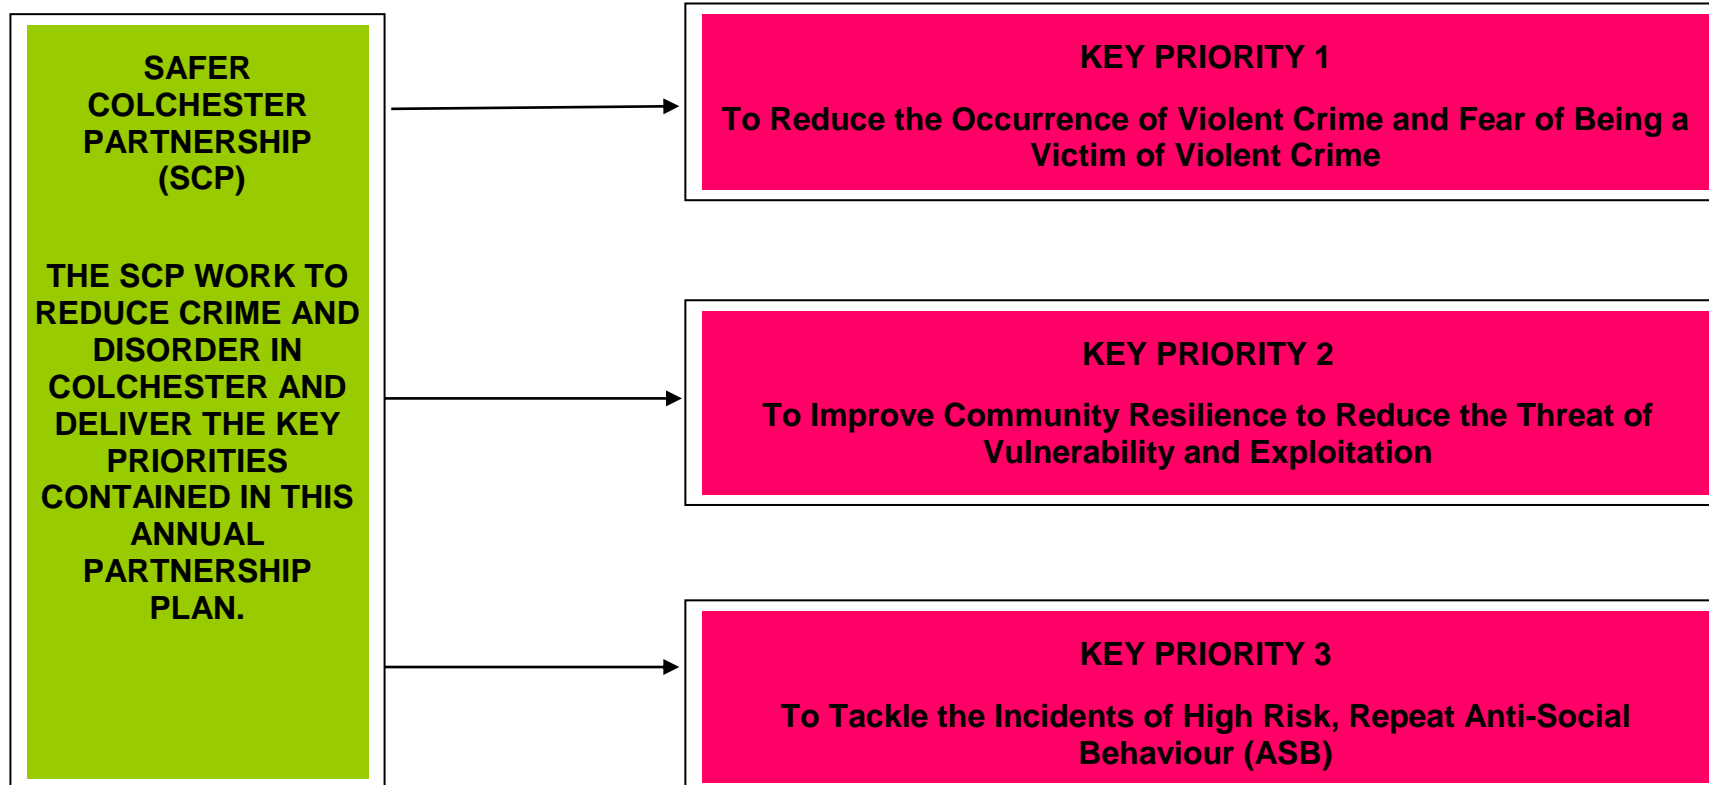 SAFER
COLCHESTER
PARTNERSHIP
(SCP)
THE SCP WORK TO
REDUCE CRIME AND
DISORDER IN
COLCHESTER AND
DELIVER THE KEY
PRIORITIES
CONTAINED IN THIS
ANNUAL
PARTNERSHIP
PLAN.
KEY PRIORITY 1
To Reduce the Occurrence of Violent Crime and Fear of Being a
Victim of Violent Crime
KEY PRIORITY 2
To Improve Community Resilience to Reduce the Threat of
Vulnerability and Exploitation
KEY PRIORITY 3
To Tackle the Incidents of High Risk, Repeat Anti-Social
Behaviour (ASB)